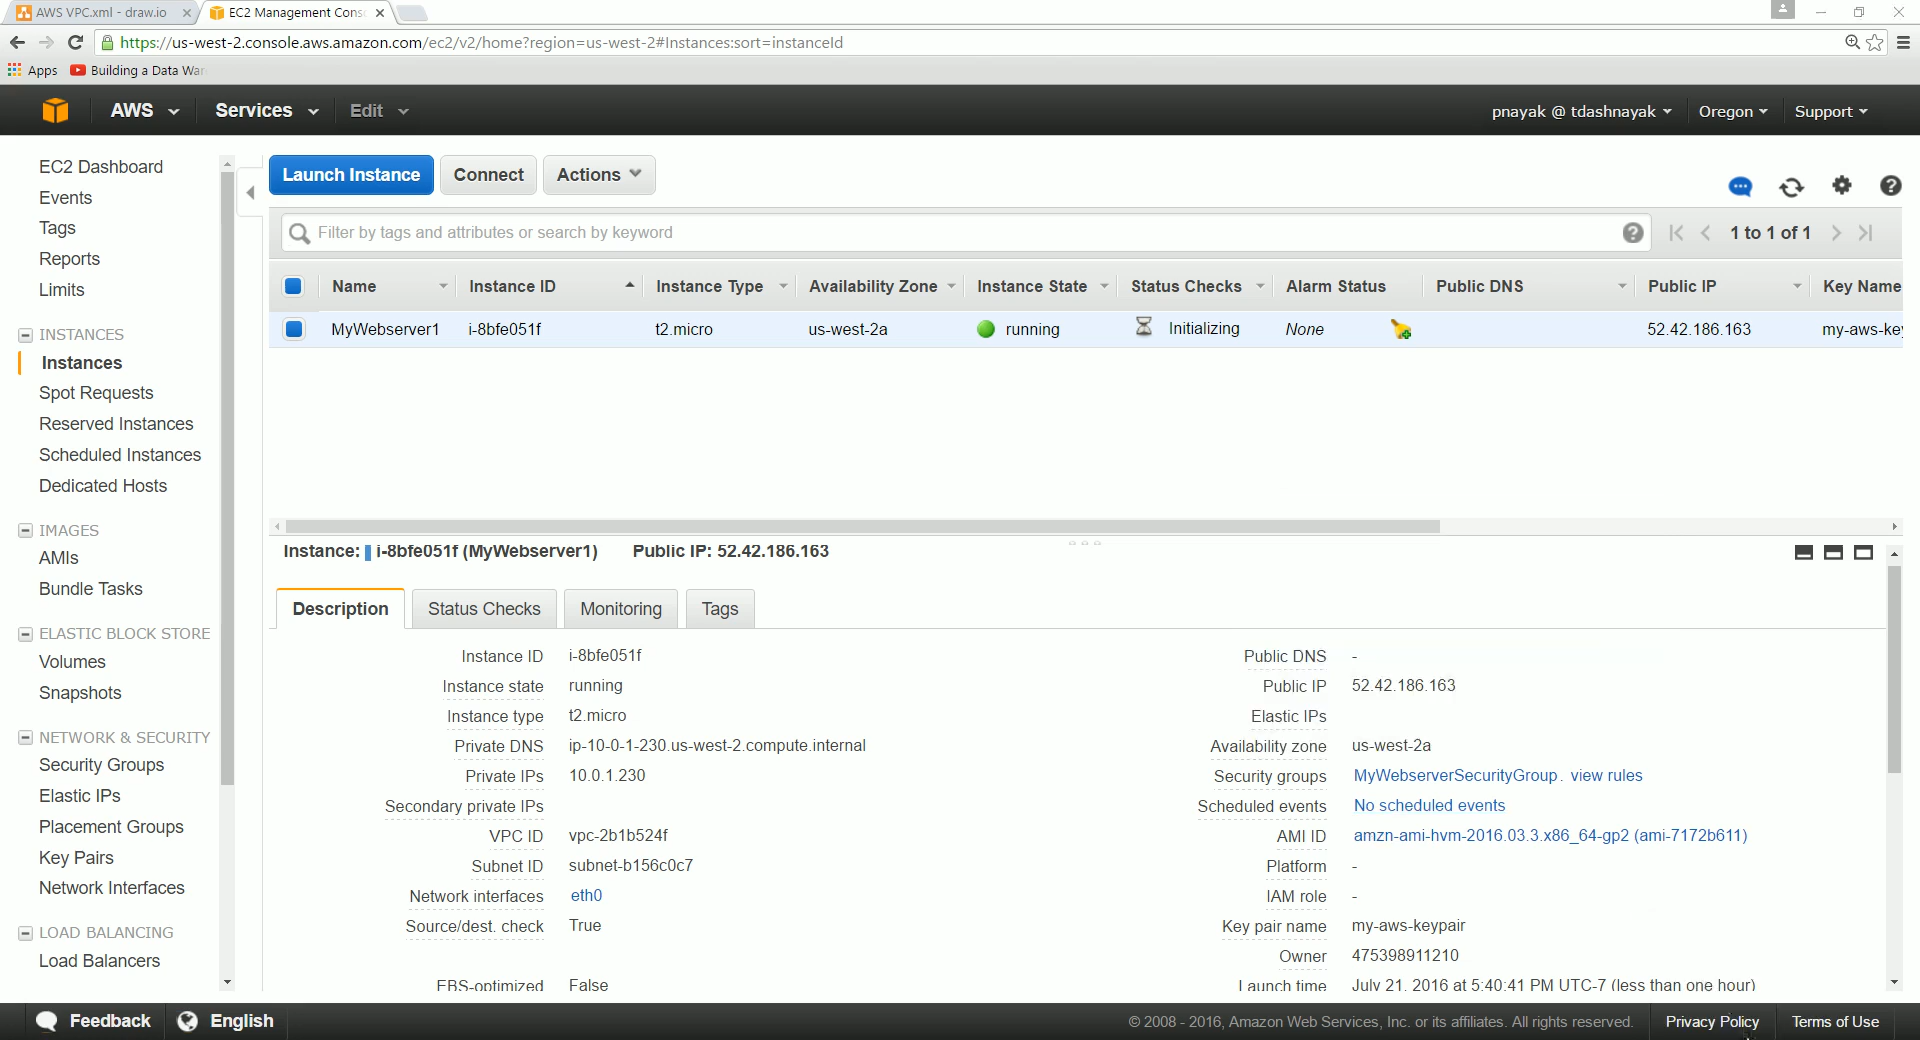 AWS VPC.xml - draw.io
EC2 Management Cons
https://us-west-2.console.aws.amazon.com/ec2/v2/home?region=us-west-2#Instances:sort=instanceId
Apps
Building a Data War
AWS
Services
Edit
pnayak @ tdashnayak
Oregon
Support
EC2 Dashboard
Events
Tags
Reports
Limits
INSTANCES
Instances
Spot Requests
Reserved Instances
Scheduled Instances
Dedicated Hosts
IMAGES
AMIs
Bundle Tasks
ELASTIC BLOCK STORE
Volumes
Snapshots
NETWORK & SECURITY
Security Groups
Elastic IPs
Placement Groups
Key Pairs
Network Interfaces
LOAD BALANCING
Load Balancers
Launch Instance
Connect
Actions
Filter by tags and attributes or search by keyword
1 to 1 of 1
Name Instance ID Instance Type Availability Zone Instance State Status Checks Alarm Status Public DNS Public IP Key Name
MyWebserver1 i-8bfe051f t2.micro us-west-2a running Initializing None 52.42.186.163 my-aws-key
Instance: i-8bfe051f (MyWebserver1) Public IP: 52.42.186.163
Description
Status Checks
Monitoring
Tags
Instance ID i-8bfe051f
Instance state running
Instance type t2.micro
Private DNS ip-10-0-1-230.us-west-2.compute.internal
Private IPs 10.0.1.230
Secondary private IPs
VPC ID vpc-2b1b524f
Subnet ID subnet-b156c0c7
Network interfaces eth0
Source/dest. check True
EBS-optimized False
Public DNS -
Public IP 52.42.186.163
Elastic IPs
Availability zone us-west-2a
Security groups MyWebserverSecurityGroup. view rules
Scheduled events No scheduled events
AMI ID amzn-ami-hvm-2016.03.3.x86_64-gp2 (ami-7172b611)
Platform -
IAM role -
Key pair name my-aws-keypair
Owner 475398911210
Launch time July 21, 2016 at 5:40:41 PM UTC-7 (less than one hour)
Feedback
English
© 2008 - 2016, Amazon Web Services, Inc. or its affiliates. All rights reserved.
Privacy Policy
Terms of Use